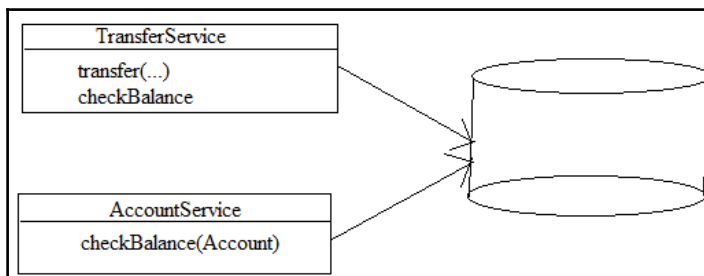 TransferService
transfer(...)
checkBalance
AccountService
checkBalance(Account)